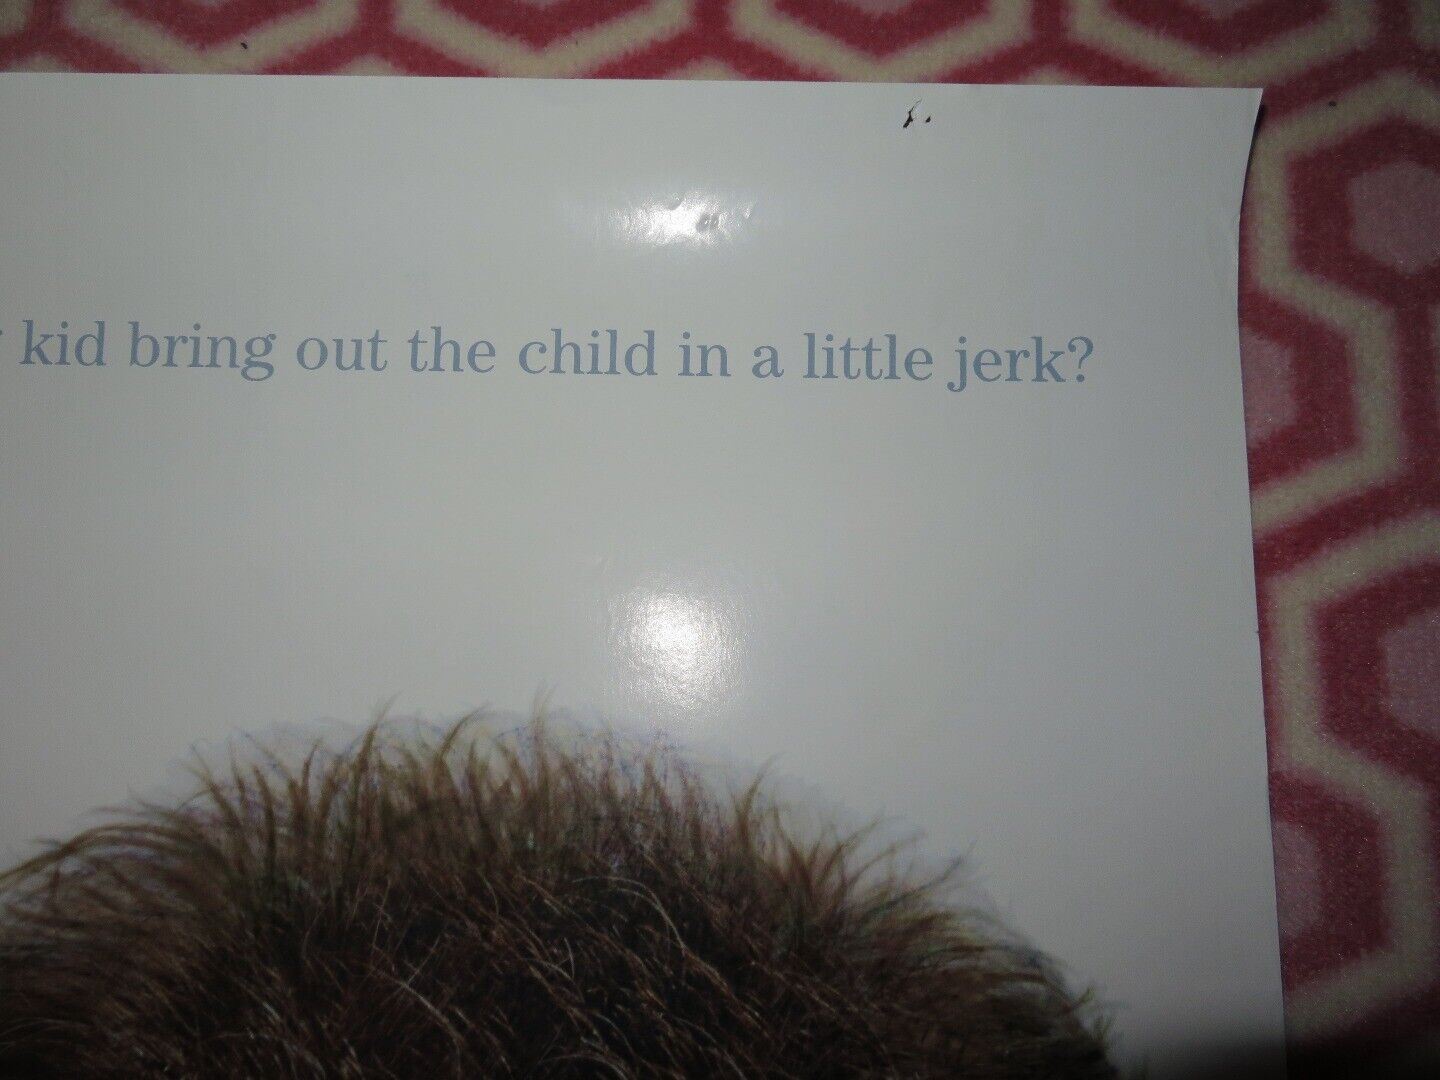 kid bring out the child in a little jerk?